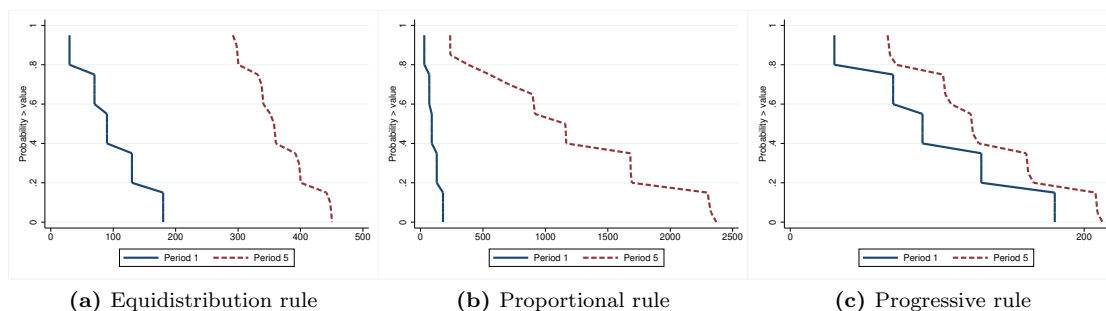 Probability > value
1
.8
.6
.4
.2
0
0 100 200 300 400 500
Period 1 Period 5
(a) Equidistribution rule
Probability > value
1
.8
.6
.4
.2
0
0 500 1000 1500 2000 2500
Period 1 Period 5
(b) Proportional rule
Probability > value
1
.8
.6
.4
.2
0
0 200
Period 1 Period 5
(c) Progressive rule